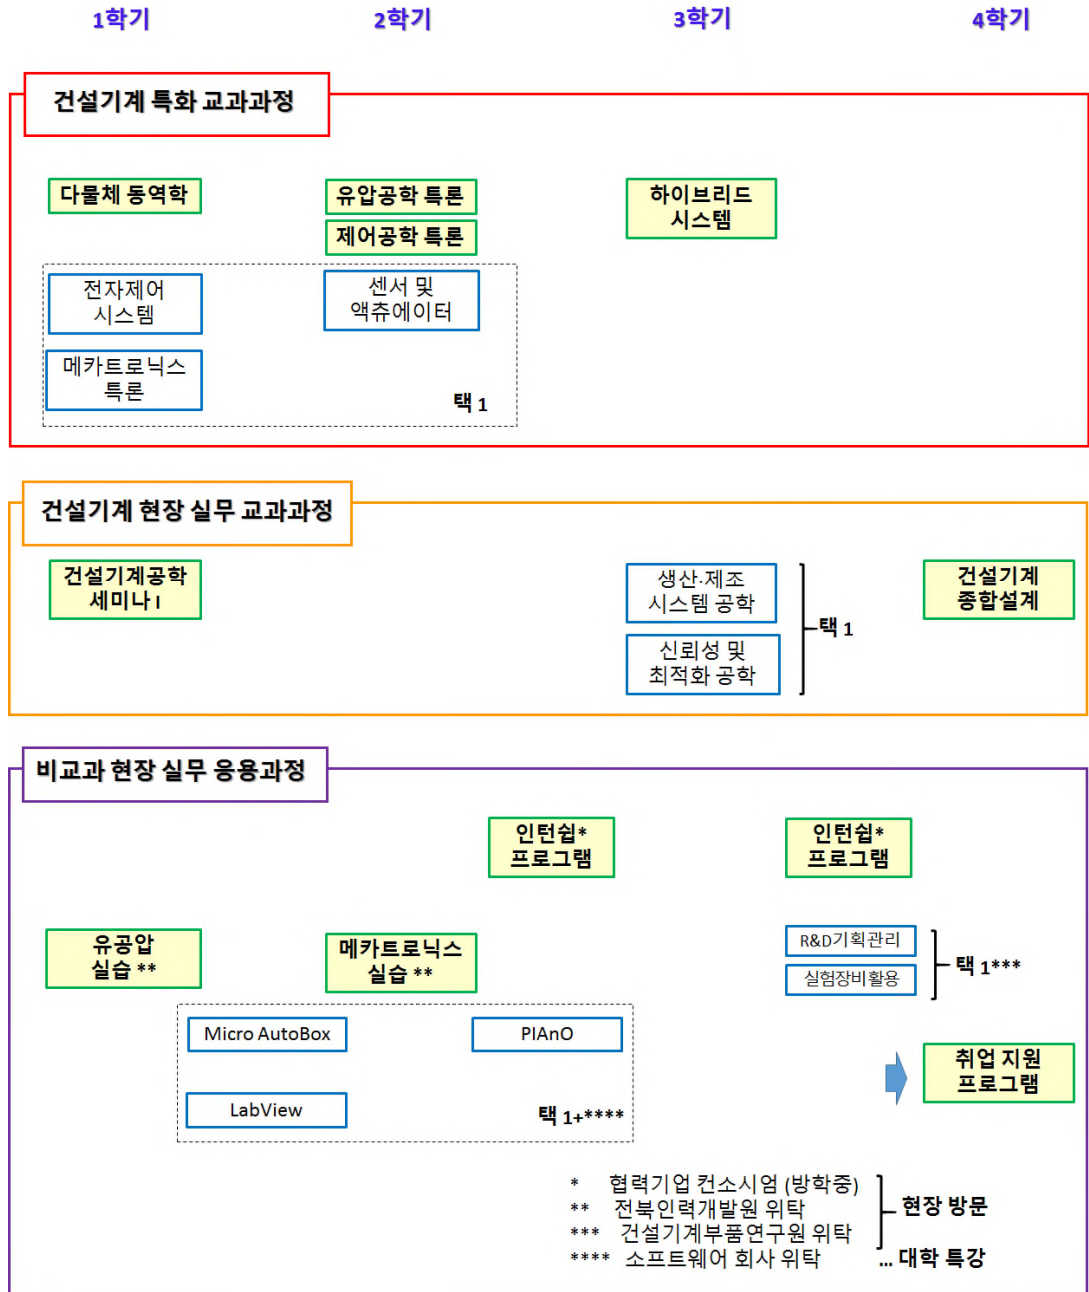 1학기
2학기
3학기
4학기
건설기계 특화 교과과정
다물체 동역학
유압공학 특론
제어공학 특론
하이브리드
시스템
전자제어
시스템
센서 및
액츄에이터
메카트로닉스
특론
택 1
건설기계 현장 실무 교과과정
건설기계공학
세미나 I
생산·제조
시스템 공학
신뢰성 및
최적화 공학
택 1
건설기계
종합설계
비교과 현장 실무 응용과정
인턴쉽*
프로그램
인턴쉽*
프로그램
유공압
실습 **
메카트로닉스
실습 **
R&D기획관리
실험장비활용
택 1***
Micro AutoBox
PIAnO
LabView
택 1+****
취업 지원
프로그램
* 협력기업 컨소시엄 (방학중)
** 전북인력개발원 위탁
*** 건설기계부품연구원 위탁
**** 소프트웨어 회사 위탁
현장 방문
... 대학 특강